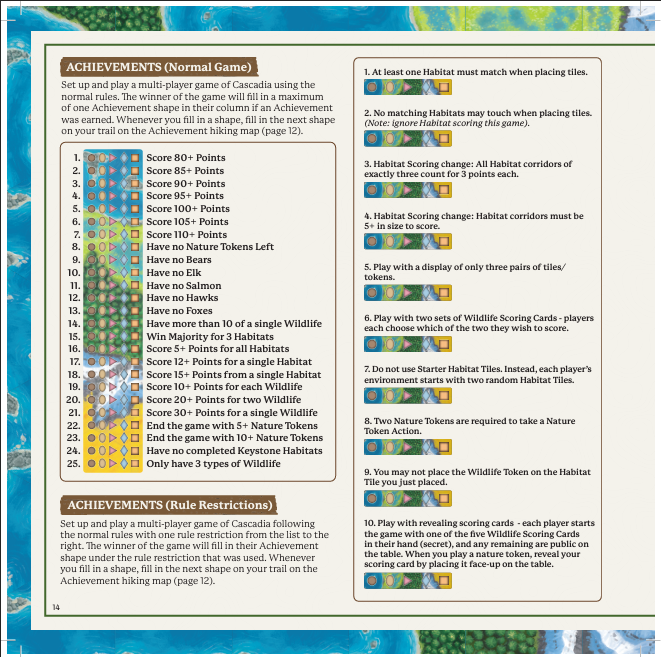 ACHIEVEMENTS (Normal Game)
Set up and play a multi-player game of Cascadia using the
normal rules. The winner of the game will fill in a maximum
of one Achievement shape in their column if an Achievement
was earned. Whenever you fill in a shape, fill in the next shape
on your trail on the Achievement hiking map (page 12).
1. Score 80+ Points
2. Score 85+ Points
3. Score 90+ Points
4. Score 95+ Points
5. Score 100+ Points
6. Score 105+ Points
7. Score 110+ Points
8. Have no Nature Tokens Left
9. Have no Bears
10. Have no Elk
11. Have no Salmon
12. Have no Hawks
13. Have no Foxes
14. Have more than 10 of a single Wildlife
15. Win Majority for 3 Habitats
16. Score 5+ Points for all Habitats
17. Score 12+ Points for a single Habitat
18. Score 15+ Points from a single Habitat
19. Score 10+ Points for each Wildlife
20. Score 20+ Points for two Wildlife
21. Score 30+ Points for a single Wildlife
22. End the game with 5+ Nature Tokens
23. End the game with 10+ Nature Tokens
24. Have no completed Keystone Habitats
25. Only have 3 types of Wildlife
ACHIEVEMENTS (Rule Restrictions)
Set up and play a multi-player game of Cascadia following
the normal rules with one rule restriction from the list to the
right. The winner of the game will fill in their Achievement
shape under the rule restriction that was used. Whenever
you fill in a shape, fill in the next shape on your trail on the
Achievement hiking map (page 12).
14
1. At least one Habitat must match when placing tiles.
2. No matching Habitats may touch when placing tiles.
(Note: ignore Habitat scoring this game).
3. Habitat Scoring change: All Habitat corridors of
exactly three count for 3 points each.
4. Habitat Scoring change: Habitat corridors must be
5+ in size to score.
5. Play with a display of only three pairs of tiles/
tokens.
6. Play with two sets of Wildlife Scoring Cards - players
each choose which of the two they wish to score.
7. Do not use Starter Habitat Tiles. Instead, each player's
environment starts with two random Habitat Tiles.
8. Two Nature Tokens are required to take a Nature
Token Action.
9. You may not place the Wildlife Token on the Habitat
Tile you just placed.
10. Play with revealing scoring cards - each player starts
the game with one of the five Wildlife Scoring Cards
in their hand (secret), and any remaining are public on
the table. When you play a nature token, reveal your
scoring card by placing it face-up on the table.